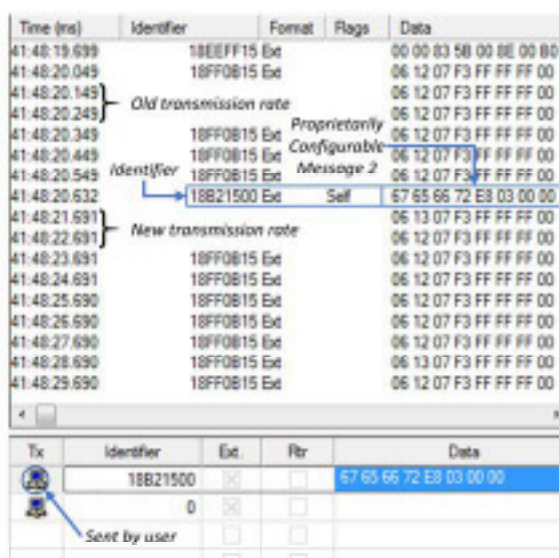 Time (ms) Identifier Format Flags Data
41:48:19.699 18EEFF15 Ext 00 00 83 5B 00 8E 00 80
41:48:20.049 18FF0B15 Ext 06 12 07 F3 FF FF FF 00
41:48:20.149 06 12 07 F3 FF FF FF 00
Old transmission rate
41:48:20.249 06 12 07 F3 FF FF FF 00
Proprietarily
41:48:20.349 18FF0B15 Ext 06 12 07 F3 FF FF FF 00
Configurable
41:48:20.449 18FF0B15 Ext 06 12 07 F3 FF FF FF 00
Identifier
Message 2
41:48:20.549 18FF0B15 Ext 06 12 07 F3 FF FF FF 00
41:48:20.632 18B21500 Ext Self 67 65 66 72 E8 03 00 00
41:48:21.691 06 13 07 F3 FF FF FF 00
New transmission rate
41:48:22.691 06 12 07 F3 FF FF FF 00
41:48:23.691 18FF0B15 Ext 06 12 07 F3 FF FF FF 00
41:48:24.691 18FF0B15 Ext 06 12 07 F3 FF FF FF 00
41:48:25.690 18FF0B15 Ext 06 12 07 F3 FF FF FF 00
41:48:26.690 18FF0B15 Ext 06 12 07 F3 FF FF FF 00
41:48:27.690 18FF0B15 Ext 06 12 07 F3 FF FF FF 00
41:48:28.690 18FF0B15 Ext 06 13 07 F3 FF FF FF 00
41:48:29.690 18FF0B15 Ext 06 12 07 F3 FF FF FF 00
Tx Identifier Ext. Rtr Data
18B21500 67 65 66 72 E8 03 00 00
0
Sent by user